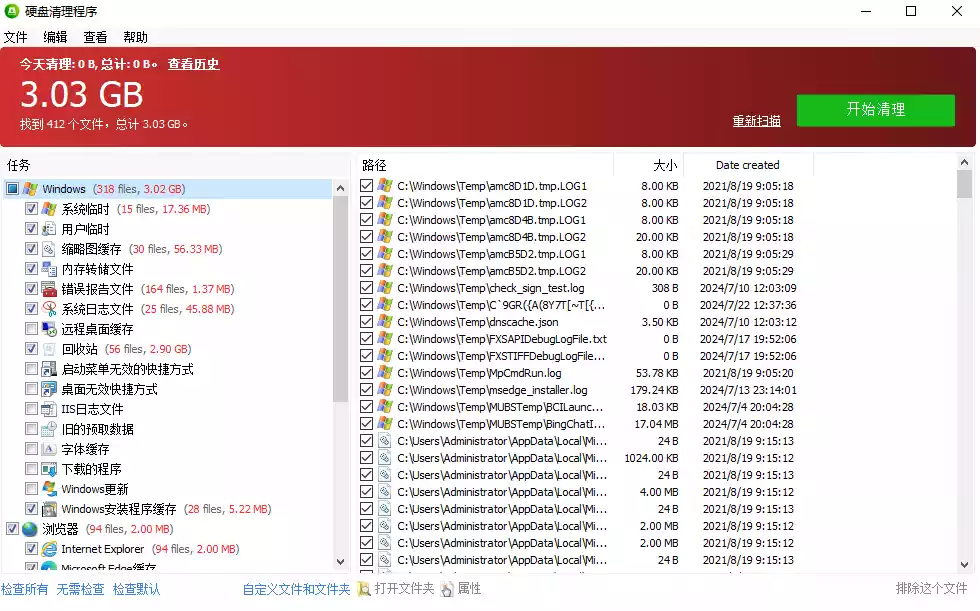 硬盘清理程序
文件 编辑 查看 帮助
今天清理: 0 B, 总计: 0 B。 查看历史
3.03 GB
找到 412 个文件，总计 3.03 GB。
重新扫描
开始清理
任务
Windows (318 files, 3.02 GB)
系统临时 (15 files, 17.36 MB)
用户临时
缩略图缓存 (30 files, 56.33 MB)
内存转储文件
错误报告文件 (164 files, 1.37 MB)
系统日志文件 (25 files, 45.88 MB)
远程桌面缓存
回收站 (56 files, 2.90 GB)
启动菜单无效的快捷方式
桌面无效快捷方式
IIS日志文件
旧的预取数据
字体缓存
下载的程序
Windows更新
Windows安装程序缓存 (28 files, 5.22 MB)
浏览器 (94 files, 2.00 MB)
Internet Explorer (94 files, 2.00 MB)
Microsoft Edge缓存
路径 大小 Date created
C:\Windows\Temp\amc8D1D.tmp.LOG1 8.00 KB 2021/8/19 9:05:18
C:\Windows\Temp\amc8D1D.tmp.LOG2 8.00 KB 2021/8/19 9:05:18
C:\Windows\Temp\amc8D4B.tmp.LOG1 8.00 KB 2021/8/19 9:05:18
C:\Windows\Temp\amc8D4B.tmp.LOG2 20.00 KB 2021/8/19 9:05:18
C:\Windows\Temp\amcB5D2.tmp.LOG1 8.00 KB 2021/8/19 9:05:29
C:\Windows\Temp\amcB5D2.tmp.LOG2 20.00 KB 2021/8/19 9:05:29
C:\Windows\Temp\check_sign_test.log 308 B 2024/7/10 12:03:09
C:\Windows\Temp\C`9GR({A(8Y7T[~T[{... 0 B 2024/7/22 12:37:36
C:\Windows\Temp\dnscache.json 3.50 KB 2024/7/10 12:03:12
C:\Windows\Temp\FXSAPIDebugLogFile.txt 0 B 2024/7/17 19:52:06
C:\Windows\Temp\FXSTIFFDebugLogFile... 0 B 2024/7/17 19:52:06
C:\Windows\Temp\MpCmdRun.log 53.78 KB 2021/8/19 9:05:20
C:\Windows\Temp\msedge_installer.log 179.24 KB 2024/7/13 23:14:01
C:\Windows\Temp\MUBSTemp\BCILaunc... 18.03 KB 2024/7/4 20:04:28
C:\Windows\Temp\MUBSTemp\BingChatI... 17.04 MB 2024/7/4 20:04:28
C:\Users\Administrator\AppData\Local\Mi... 24 B 2021/8/19 9:15:13
C:\Users\Administrator\AppData\Local\Mi... 1024.00 KB 2021/8/19 9:15:12
C:\Users\Administrator\AppData\Local\Mi... 24 B 2021/8/19 9:15:13
C:\Users\Administrator\AppData\Local\Mi... 4.00 MB 2021/8/19 9:15:12
C:\Users\Administrator\AppData\Local\Mi... 24 B 2021/8/19 9:15:13
C:\Users\Administrator\AppData\Local\Mi... 2.00 MB 2021/8/19 9:15:12
C:\Users\Administrator\AppData\Local\Mi... 2.00 MB 2021/8/19 9:15:12
C:\Users\Administrator\AppData\Local\Mi... 24 B 2021/8/19 9:15:13
检查所有 无需检查 检查默认 自定义文件和文件夹 打开文件夹 属性 排除这个文件